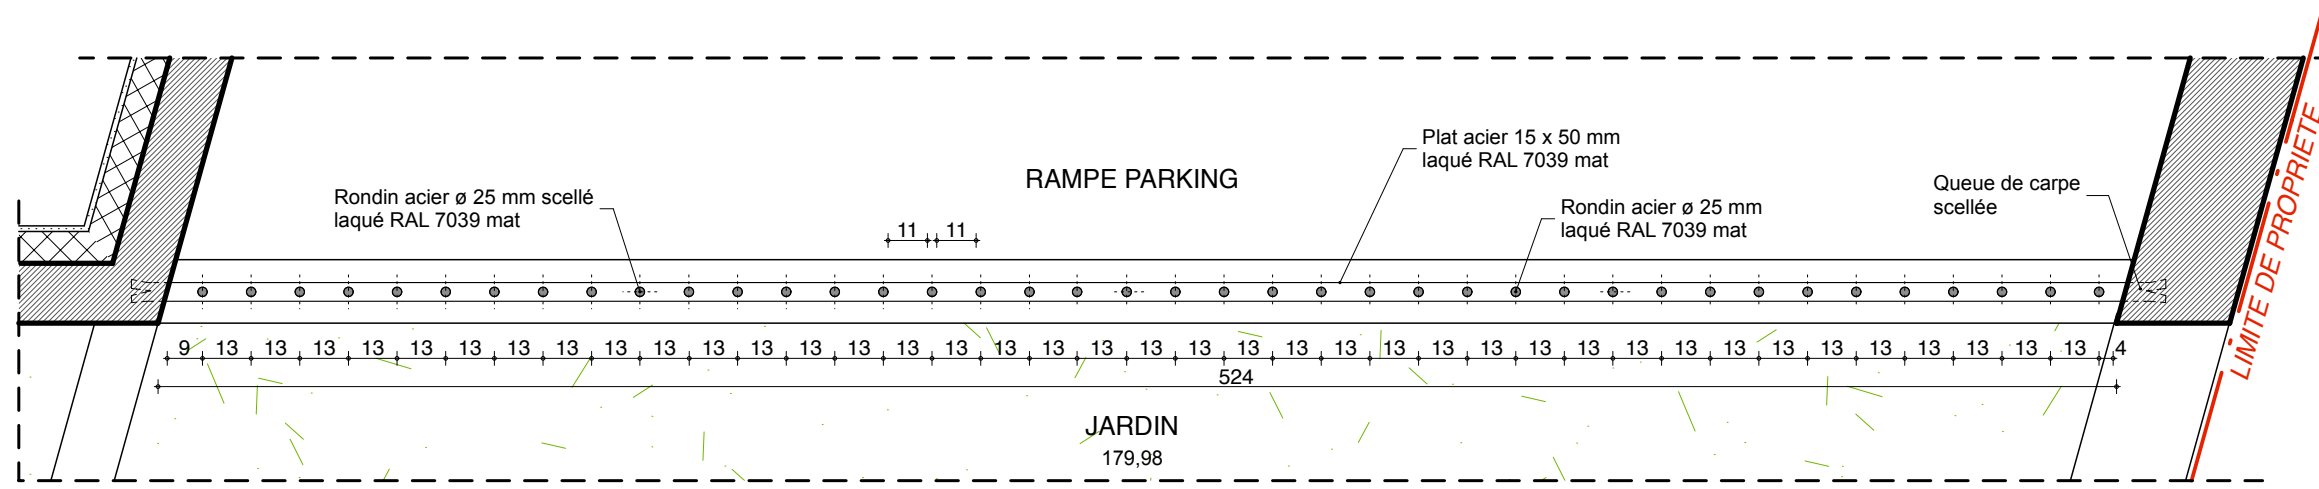 Plat acier 15 x 50 mm
laqué RAL 7039 mat
RAMPE PARKING
Rondin acier ø 25 mm scellé
laqué RAL 7039 mat
Rondin acier ø 25 mm
laqué RAL 7039 mat
Queue de carpe
scellée
LIMITE DE PROPRIETE
11 11
9 13 13 13 13 13 13 13 13 13 13 13 13 13 13 13 13 13 13 13 13 13 13 13 13 13 13 13 13 13 13 13 13 13 13 13 13 13 13 13 4
524
JARDIN
179,98